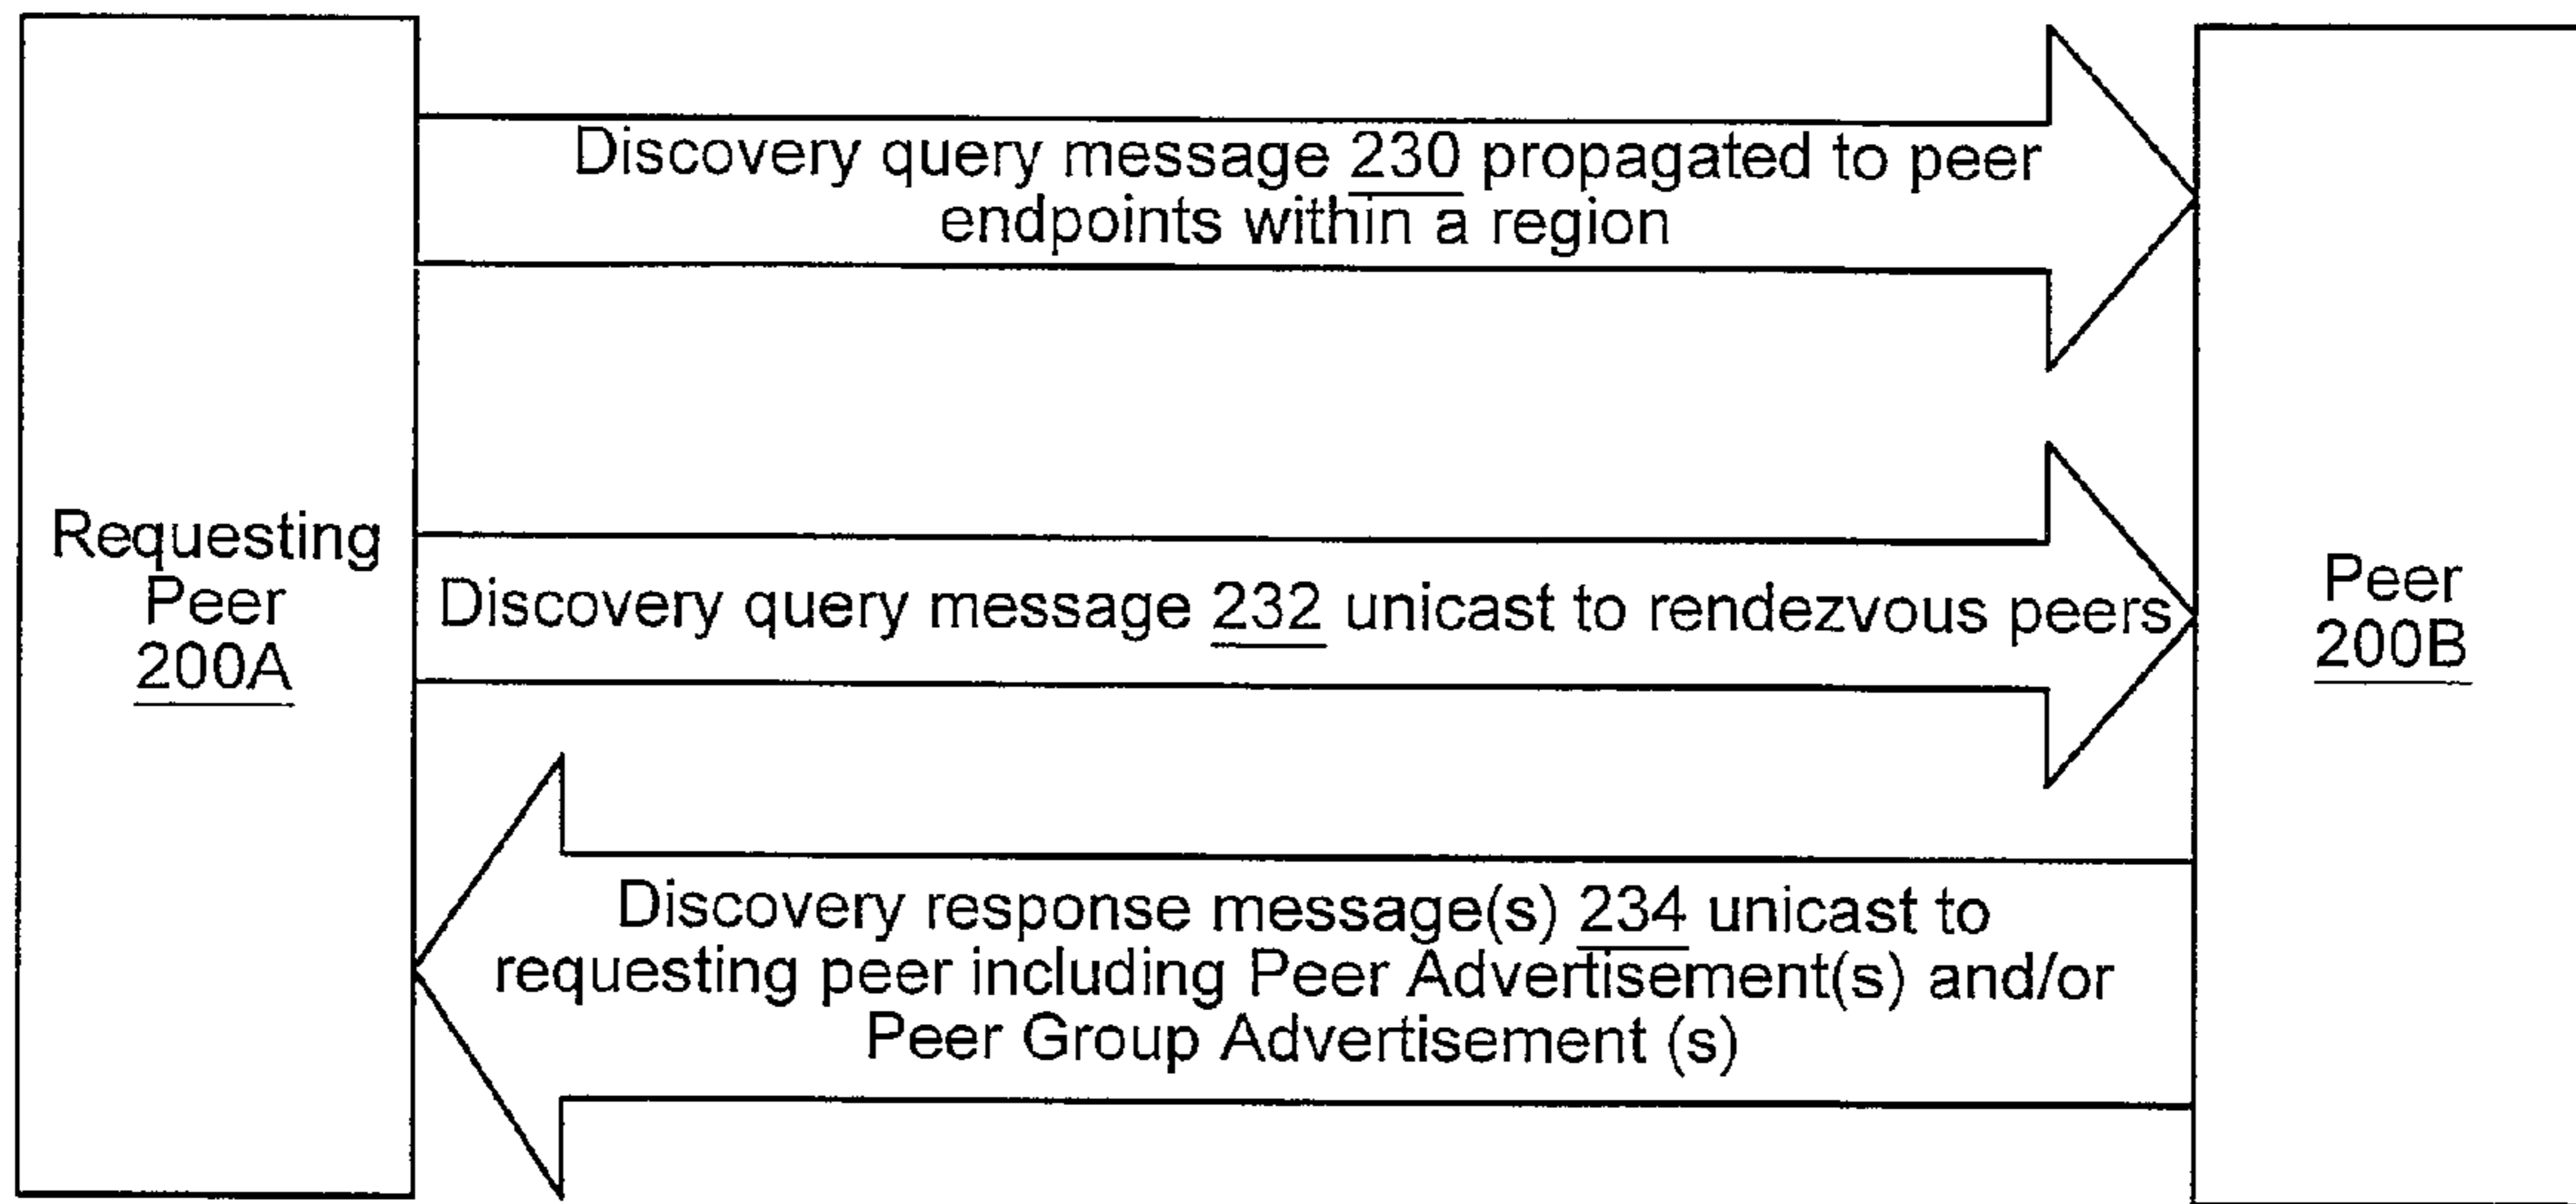 Discovery query message 230 propagated to peer
endpoints within a region
Requesting
Peer
200A
Discovery query message 232 unicast to rendezvous peers
Peer
200B
Discovery response message(s) 234 unicast to
requesting peer including Peer Advertisement(s) and/or
Peer Group Advertisement (s)